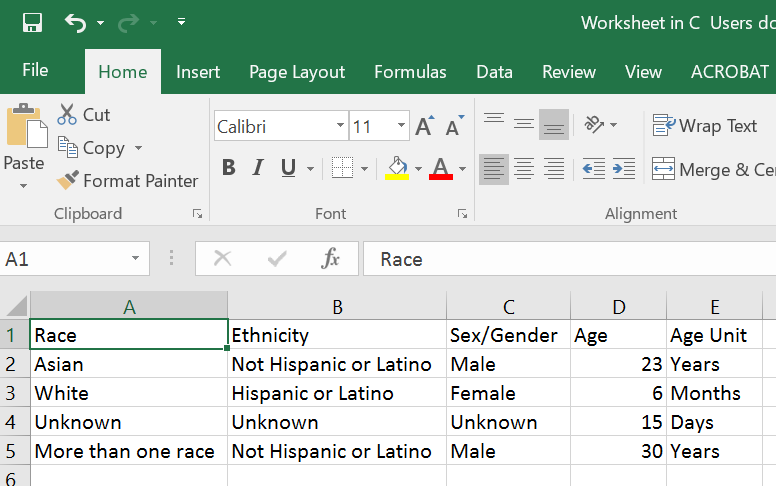 Worksheet in C Users do
File Home Insert Page Layout Formulas Data Review View ACROBAT
Cut
Copy
Paste
Format Painter
Clipboard
Calibri 11
B I U A A
Font
Wrap Text
Merge & Ce
Alignment
A1 fx Race
A B C D E
1 Race Ethnicity Sex/Gender Age Age Unit
2 Asian Not Hispanic or Latino Male 23 Years
3 White Hispanic or Latino Female 6 Months
4 Unknown Unknown Unknown 15 Days
5 More than one race Not Hispanic or Latino Male 30 Years
6